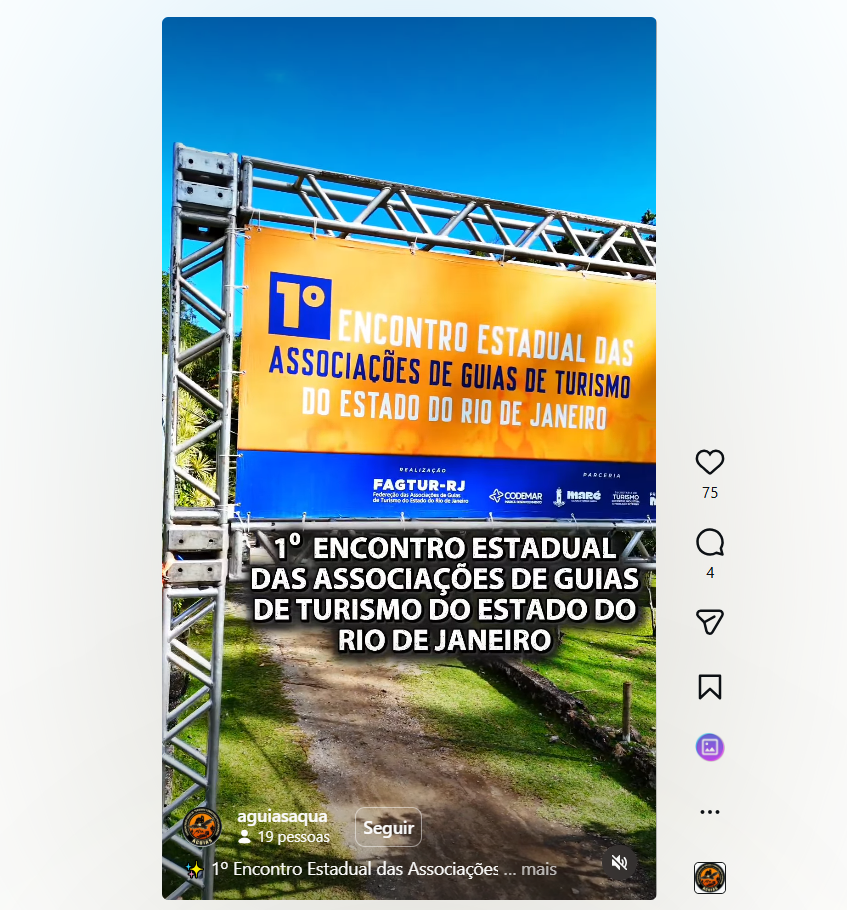 1º
ENCONTRO ESTADUAL DAS
ASSOCIAÇÕES DE GUIAS DE TURISMO
DO ESTADO DO RIO DE JANEIRO
REALIZAÇÃO
FAGTUR-RJ
Federeção das Associações de Guias
de Turismo do Estado do Rio de Janeiro
CODEMAR
PARCERIA
MARÉ
TURISMO
1º ENCONTRO ESTADUAL
DAS ASSOCIAÇÕES DE GUIAS
DE TURISMO DO ESTADO DO
RIO DE JANEIRO
aguiasaqua
19 pessoas
Seguir
1º Encontro Estadual das Associações ... mais
75
4